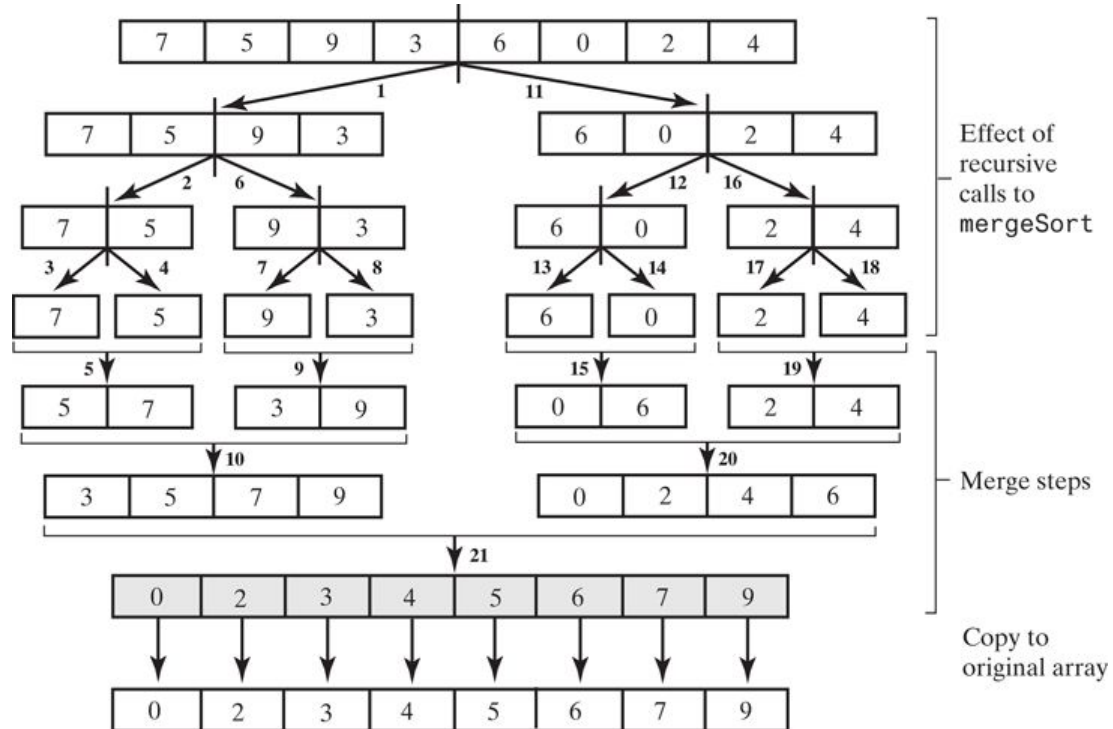 7 5 9 3 6 0 2 4
1 11
7 5 9 3 6 0 2 4
Effect of
recursive
calls to
mergeSort
2 6 12 16
7 5 9 3 6 0 2 4
3 4 7 8 13 14 17 18
7 5 9 3 6 0 2 4
5 9 15 19
5 7 3 9 0 6 2 4
10 20
3 5 7 9 0 2 4 6
Merge steps
21
0 2 3 4 5 6 7 9
Copy to
original array
0 2 3 4 5 6 7 9